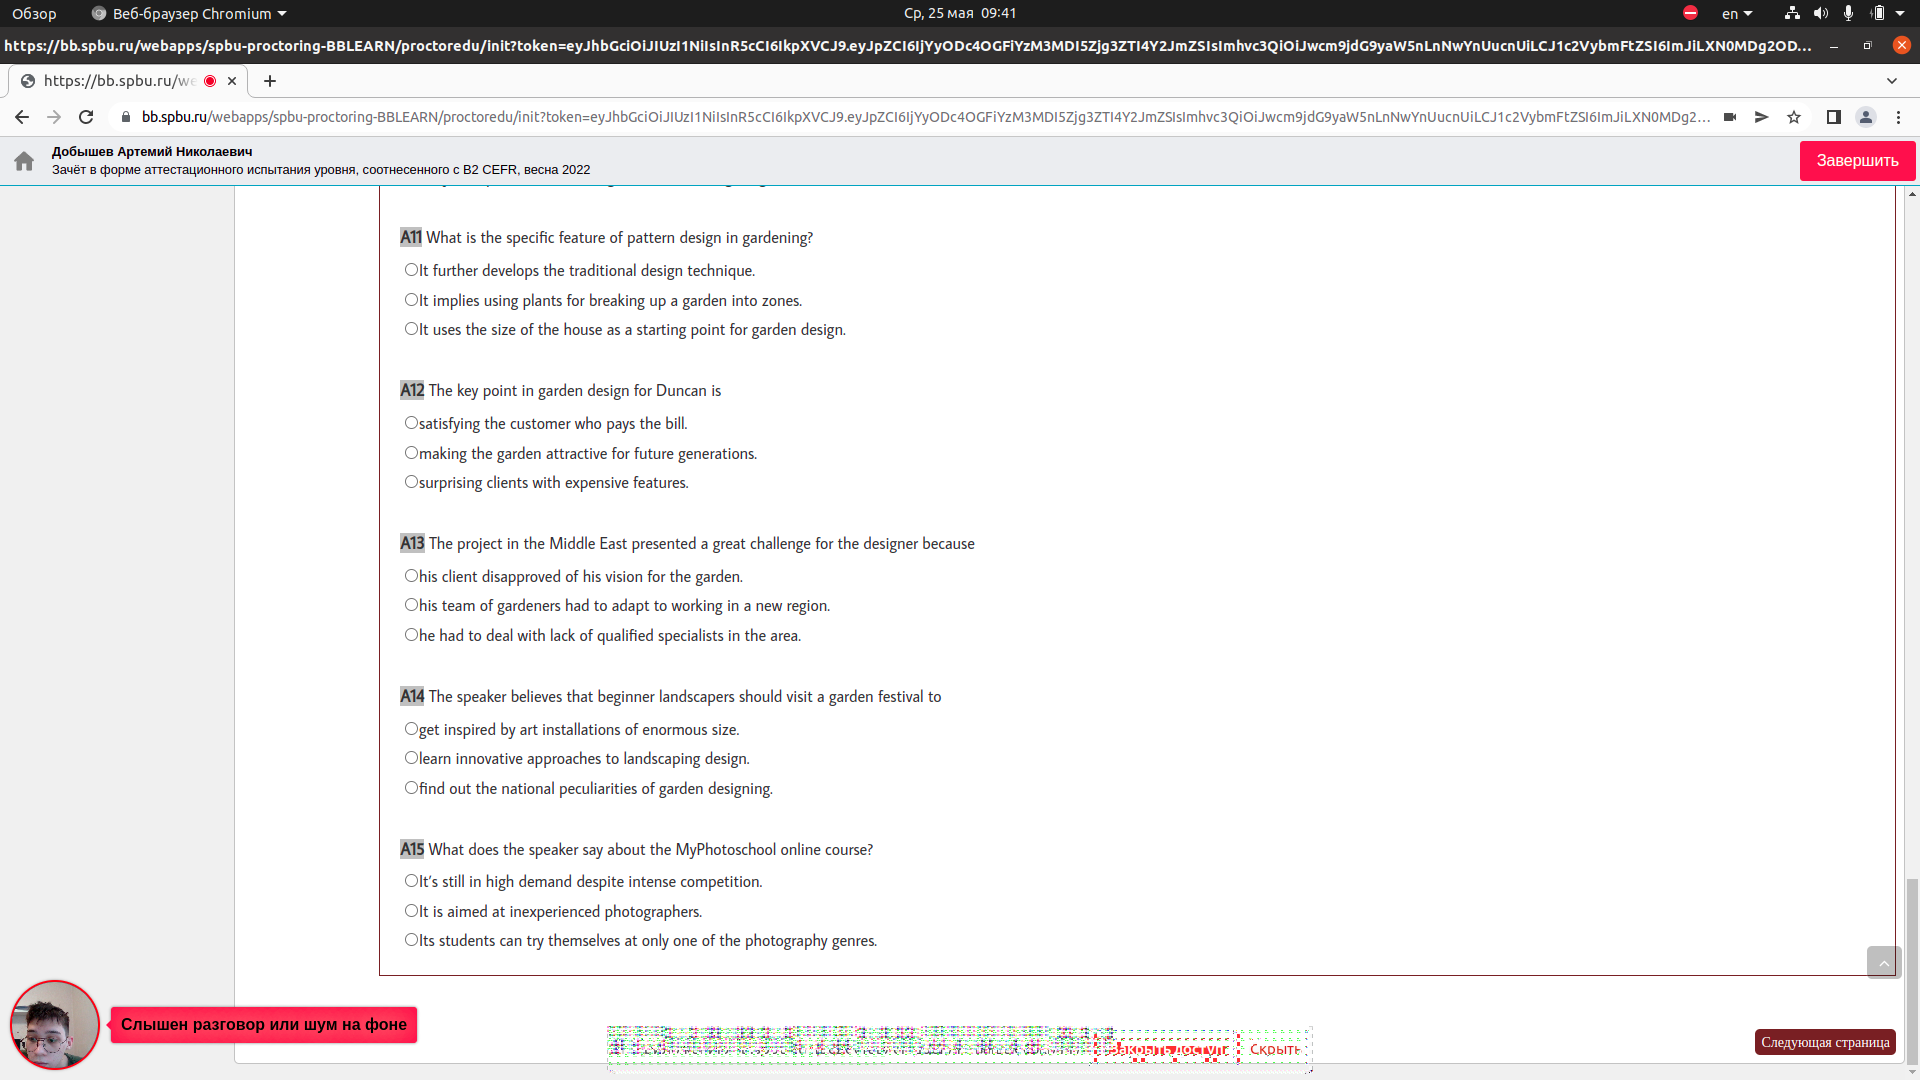 Обзор
Веб-браузер Chromium
Ср, 25 мая 09:41
en
https://bb.spbu.ru/webapps/spbu-proctoring-BBLEARN/proctoredu/init?token=eyJhbGciOiJIUzI1NiIsInR5cCI6IkpXVCJ9.eyJpZCI6IjYyODc4OGFiYzM3MDI5Zjg3ZTI4Y2JmZSIsImhvc3QiOiJwcm9jdG9yaW5nLnNwYnUucnUiLCJ1c2VybmFtZSI6ImJiLXN0MDg2OD...
https://bb.spbu.ru/we
bb.spbu.ru/webapps/spbu-proctoring-BBLEARN/proctoredu/init?token=eyJhbGciOiJIUzI1NiIsInR5cCI6IkpXVCJ9.eyJpZCI6IjYyODc4OGFiYzM3MDI5Zjg3ZTI4Y2JmZSIsImhvc3QiOiJwcm9jdG9yaW5nLnNwYnUucnUiLCJ1c2VybmFtZSI6ImJiLXN0MDg2...
Добышев Артемий Николаевич
Зачёт в форме аттестационного испытания уровня, соотнесенного с B2 CEFR, весна 2022
Завершить
A11 What is the specific feature of pattern design in gardening?
It further develops the traditional design technique.
It implies using plants for breaking up a garden into zones.
It uses the size of the house as a starting point for garden design.
A12 The key point in garden design for Duncan is
satisfying the customer who pays the bill.
making the garden attractive for future generations.
surprising clients with expensive features.
A13 The project in the Middle East presented a great challenge for the designer because
his client disapproved of his vision for the garden.
his team of gardeners had to adapt to working in a new region.
he had to deal with lack of qualified specialists in the area.
A14 The speaker believes that beginner landscapers should visit a garden festival to
get inspired by art installations of enormous size.
learn innovative approaches to landscaping design.
find out the national peculiarities of garden designing.
A15 What does the speaker say about the MyPhotoschool online course?
It's still in high demand despite intense competition.
It is aimed at inexperienced photographers.
Its students can try themselves at only one of the photography genres.
Слышен разговор или шум на фоне
Закрыть доступ
Скрыть
Следующая страница